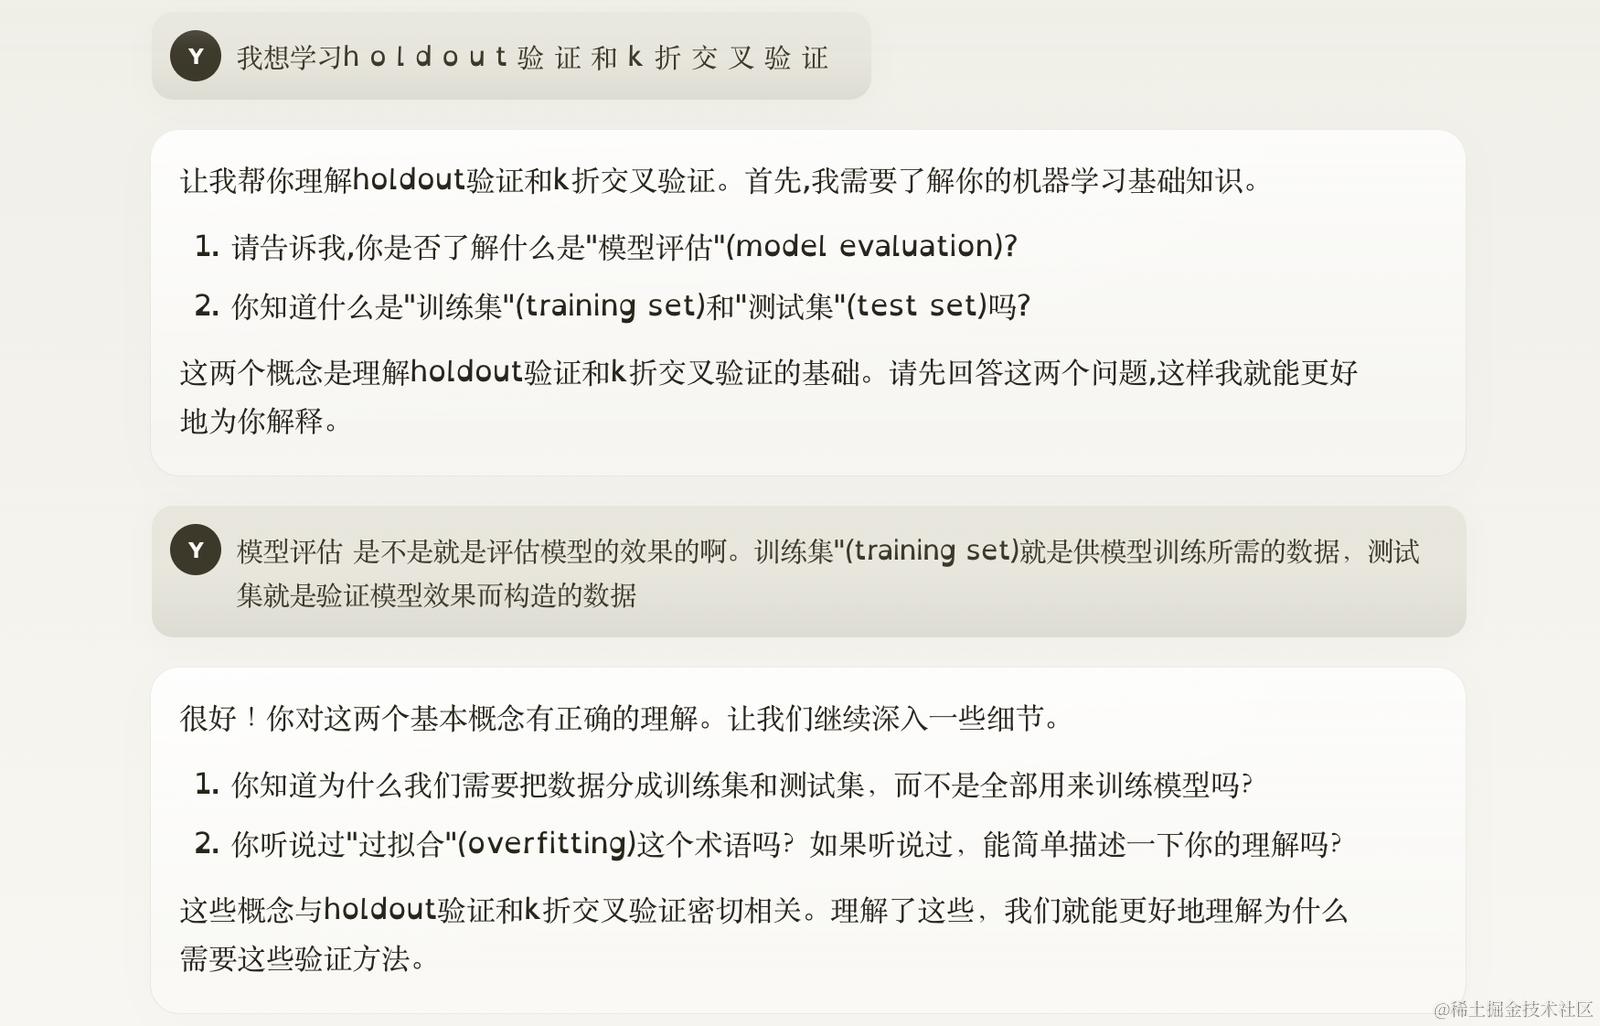 Y
我想学习holdout验证和k折交叉验证
让我帮你理解holdout验证和k折交叉验证。首先,我需要了解你的机器学习基础知识。
1. 请告诉我,你是否了解什么是"模型评估"(model evaluation)?
2. 你知道什么是"训练集"(training set)和"测试集"(test set)吗?
这两个概念是理解holdout验证和k折交叉验证的基础。请先回答这两个问题,这样我就能更好
地为你解释。
Y
模型评估 是不是就是评估模型的效果的啊。训练集"(training set)就是供模型训练所需的数据，测试
集就是验证模型效果而构造的数据
很好！你对这两个基本概念有正确的理解。让我们继续深入一些细节。
1. 你知道为什么我们需要把数据分成训练集和测试集，而不是全部用来训练模型吗?
2. 你听说过"过拟合"(overfitting)这个术语吗？如果听说过，能简单描述一下你的理解吗?
这些概念与holdout验证和k折交叉验证密切相关。理解了这些，我们就能更好地理解为什么
需要这些验证方法。
@稀土掘金技术社区